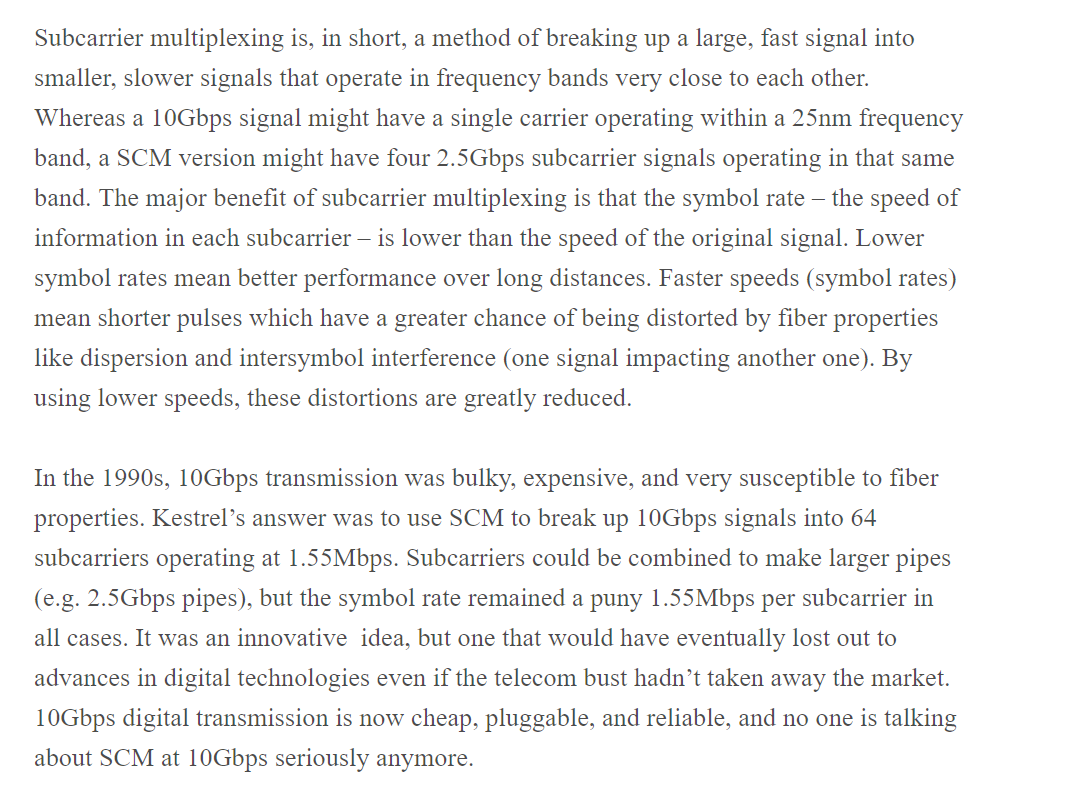 Subcarrier multiplexing is, in short, a method of breaking up a large, fast signal into
smaller, slower signals that operate in frequency bands very close to each other.
Whereas a 10Gbps signal might have a single carrier operating within a 25nm frequency
band, a SCM version might have four 2.5Gbps subcarrier signals operating in that same
band. The major benefit of subcarrier multiplexing is that the symbol rate – the speed of
information in each subcarrier – is lower than the speed of the original signal. Lower
symbol rates mean better performance over long distances. Faster speeds (symbol rates)
mean shorter pulses which have a greater chance of being distorted by fiber properties
like dispersion and intersymbol interference (one signal impacting another one). By
using lower speeds, these distortions are greatly reduced.

In the 1990s, 10Gbps transmission was bulky, expensive, and very susceptible to fiber
properties. Kestrel’s answer was to use SCM to break up 10Gbps signals into 64
subcarriers operating at 1.55Mbps. Subcarriers could be combined to make larger pipes
(e.g. 2.5Gbps pipes), but the symbol rate remained a puny 1.55Mbps per subcarrier in
all cases. It was an innovative  idea, but one that would have eventually lost out to
advances in digital technologies even if the telecom bust hadn’t taken away the market.
10Gbps digital transmission is now cheap, pluggable, and reliable, and no one is talking
about SCM at 10Gbps seriously anymore.